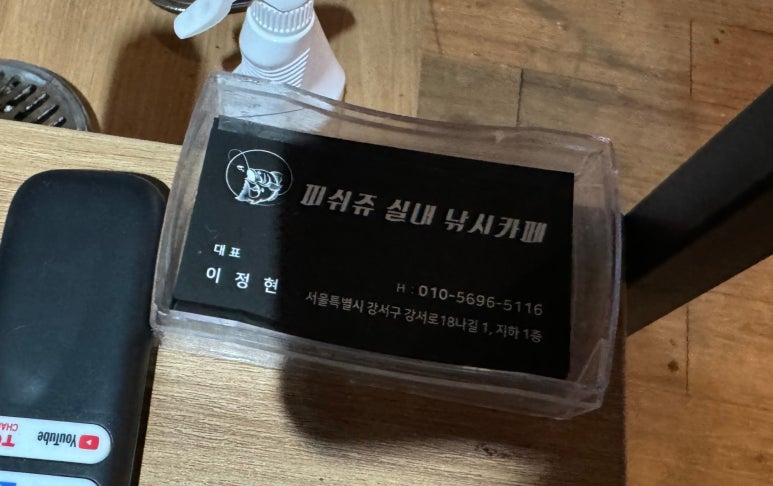 피쉬쥬 실내 낚시카페
대표
이 정 현
H : 010-5696-5116
서울특별시 강서구 강서로18나길 1, 지하 1층
YouTube